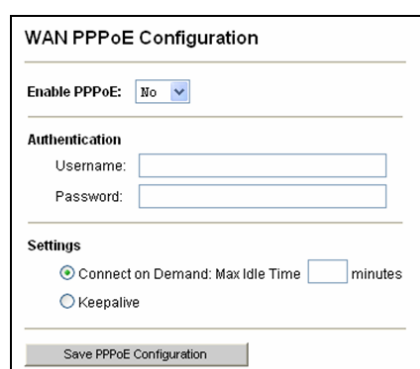 WAN PPPoE Configuration
Enable PPPoE: No
Authentication
Username:
Password:
Settings
Connect on Demand: Max Idle Time minutes
Keepalive
Save PPPoE Configuration